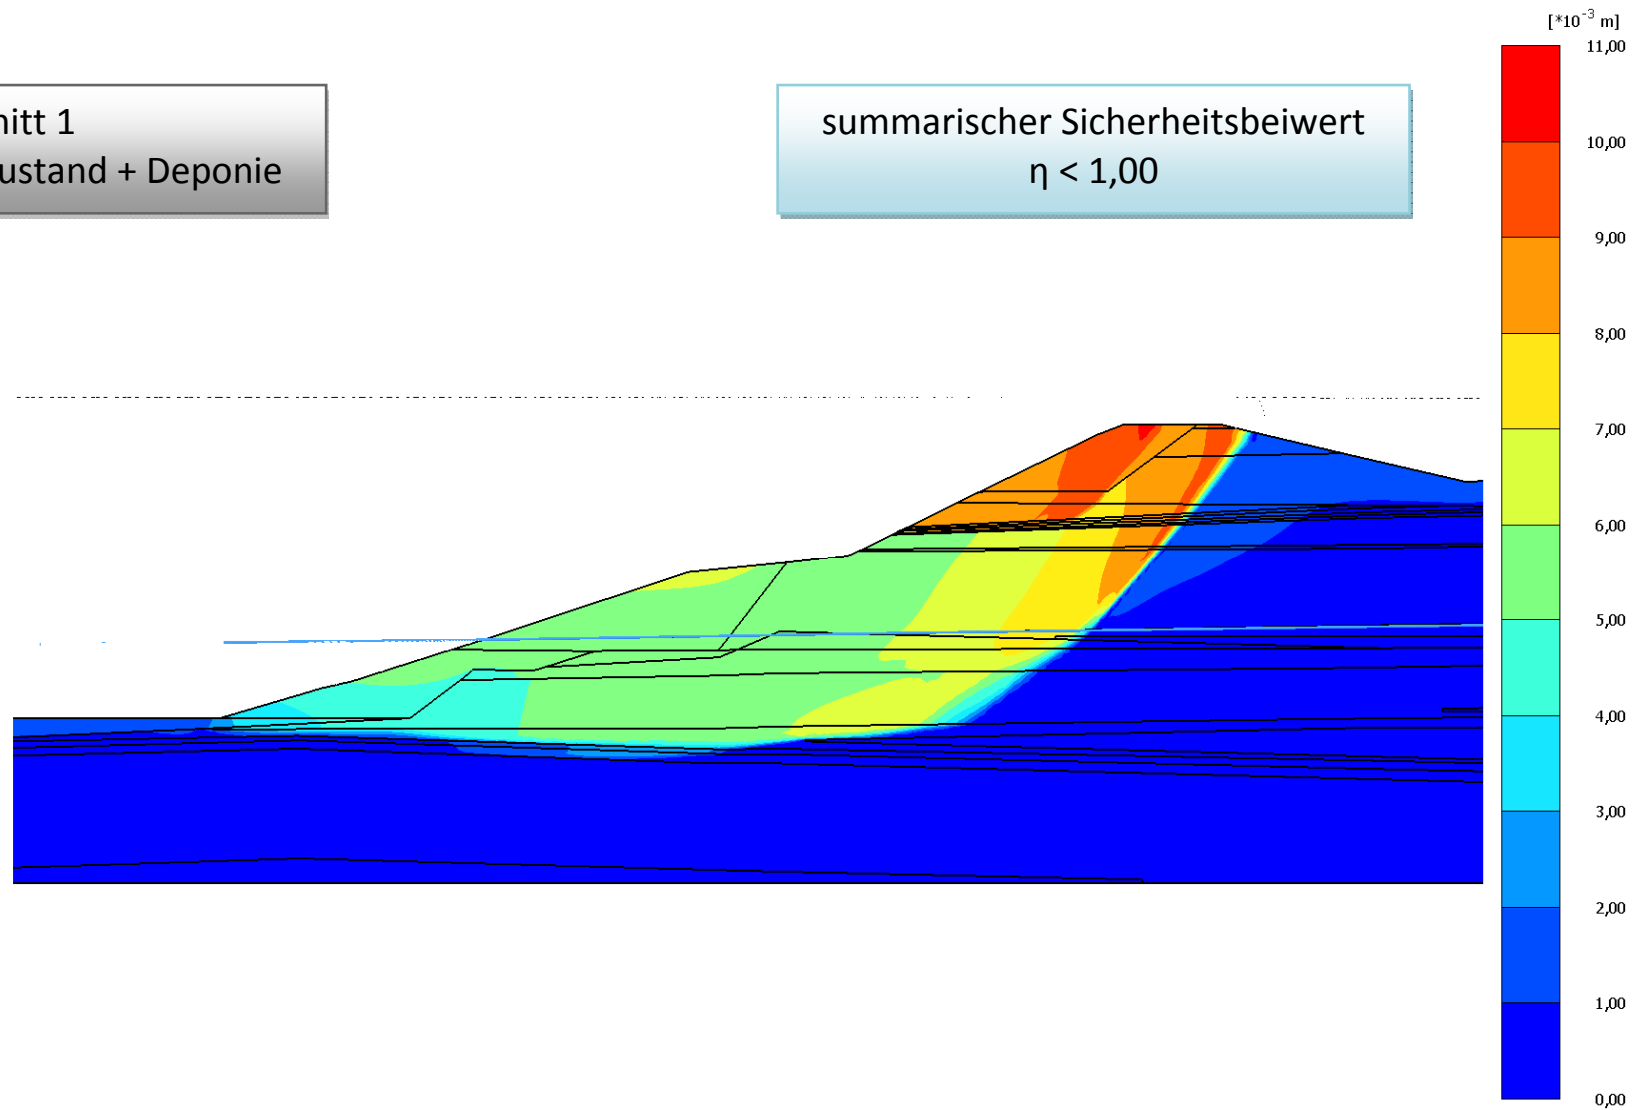 [*10⁻³ m]
11,00
nitt 1
ustand + Deponie
summarischer Sicherheitsbeiwert
η < 1,00
10,00
9,00
8,00
7,00
6,00
5,00
4,00
3,00
2,00
1,00
0,00